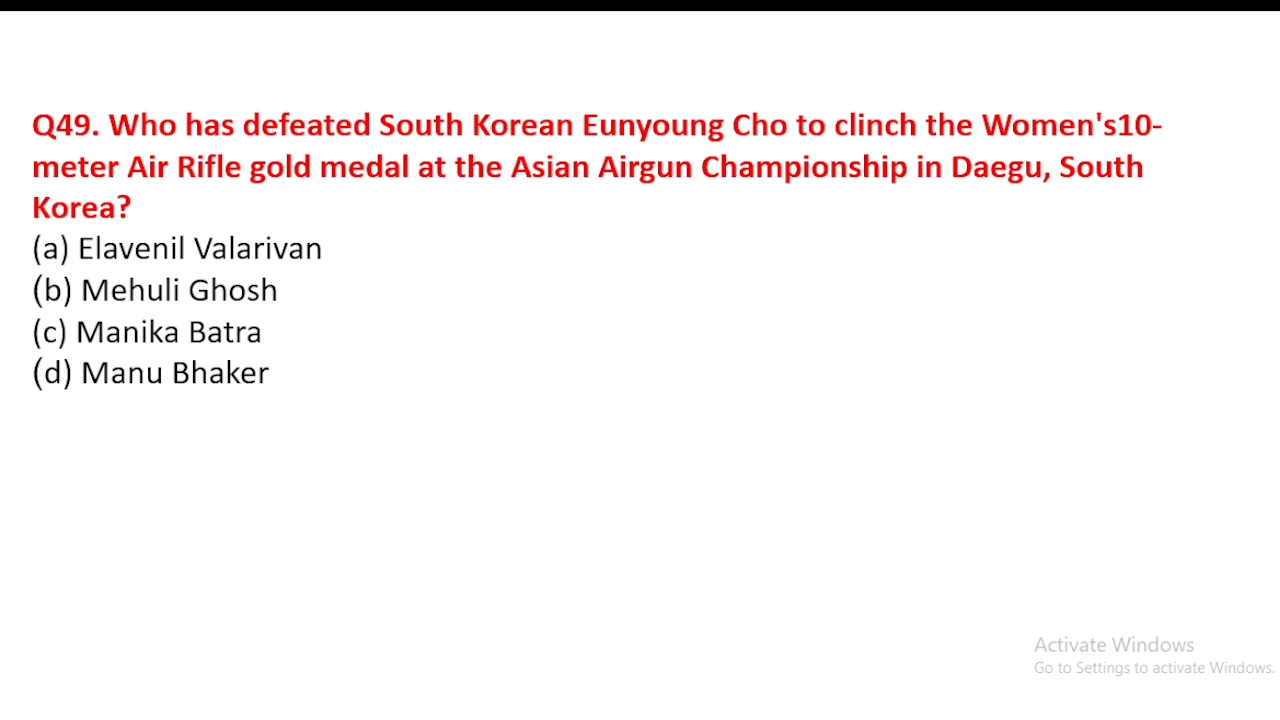 Q49. Who has defeated South Korean Eunyoung Cho to clinch the Women's10-
meter Air Rifle gold medal at the Asian Airgun Championship in Daegu, South
Korea?
(a) Elavenil Valarivan
(b) Mehuli Ghosh
(c) Manika Batra
(d) Manu Bhaker
Activate Windows
Go to Settings to activate Windows.